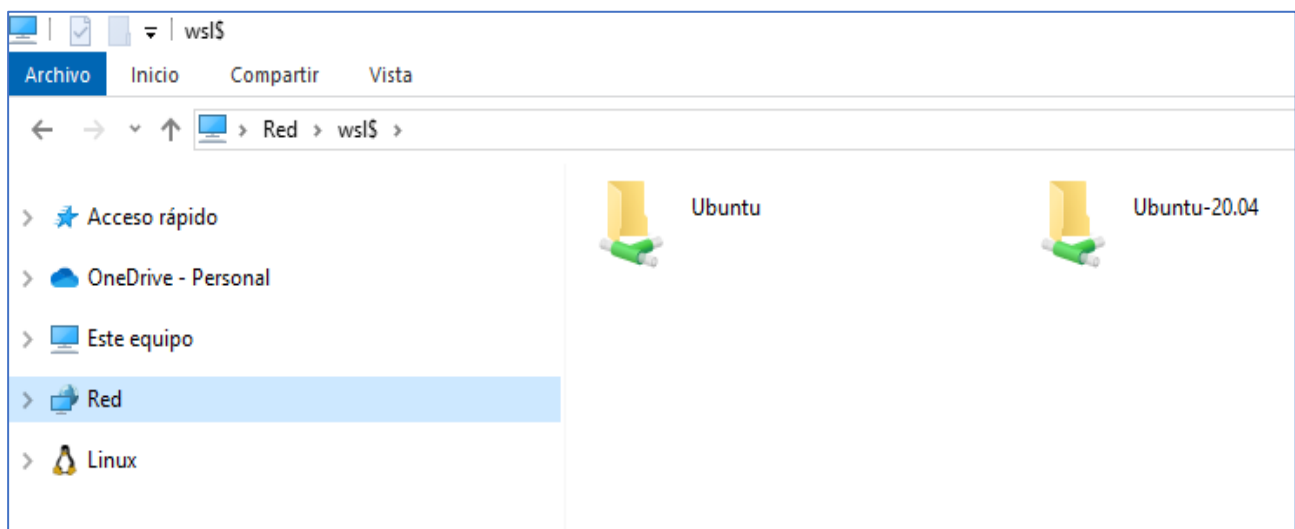 wsl$
Archivo Inicio Compartir Vista
Red > wsl$ >
Acceso rápido
OneDrive - Personal
Este equipo
Red
Linux
Ubuntu
Ubuntu-20.04